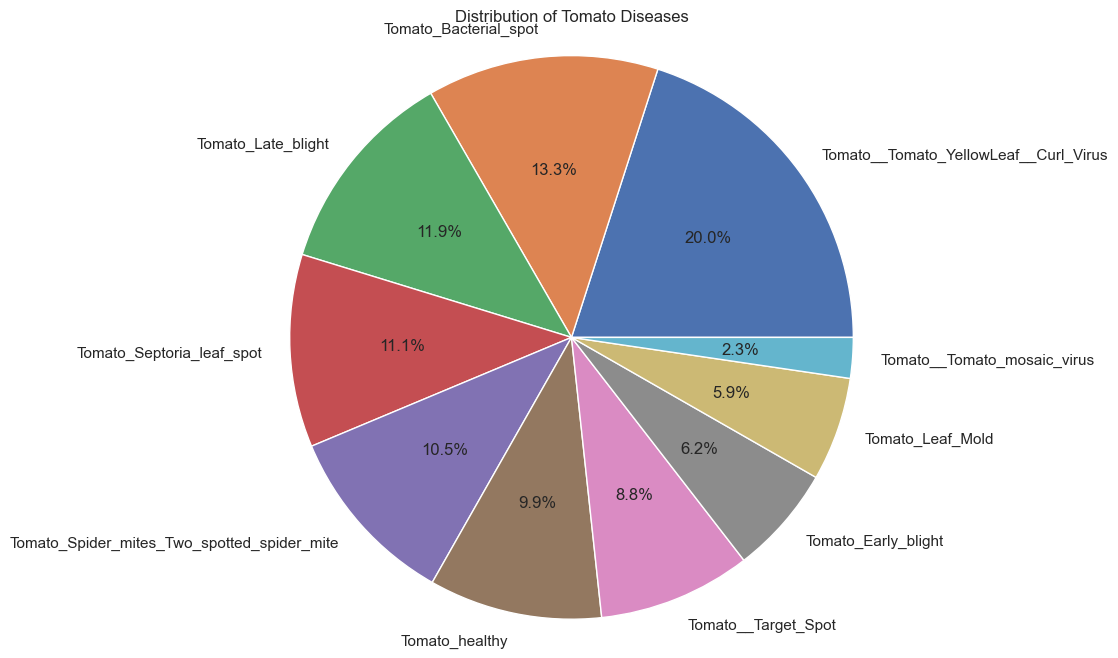 Distribution of Tomato Diseases
Tomato_Bacterial_spot
Tomato_Late_blight
Tomato__Tomato_YellowLeaf__Curl_Virus
13.3%
11.9%
20.0%
Tomato_Septoria_leaf_spot
11.1%
2.3%
Tomato__Tomato_mosaic_virus
5.9%
Tomato_Leaf_Mold
10.5%
6.2%
9.9%
8.8%
Tomato_Spider_mites_Two_spotted_spider_mite
Tomato_Early_blight
Tomato__Target_Spot
Tomato_healthy